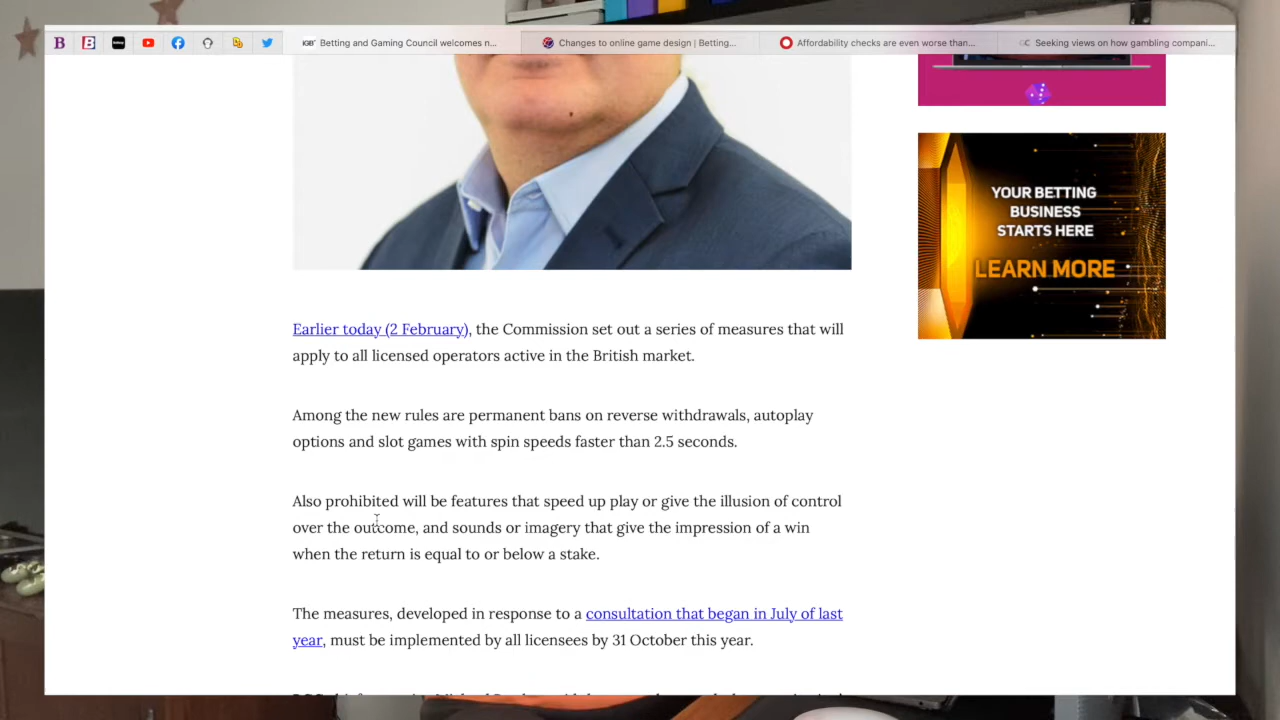 B
B
iGB Betting and Gaming Council welcomes n...
Changes to online game design | Betting...
Affordability checks are even worse than...
GC Seeking views on how gambling compani...
YOUR BETTING
BUSINESS
STARTS HERE
LEARN MORE
Earlier today (2 February), the Commission set out a series of measures that will
apply to all licensed operators active in the British market.
Among the new rules are permanent bans on reverse withdrawals, autoplay
options and slot games with spin speeds faster than 2.5 seconds.
Also prohibited will be features that speed up play or give the illusion of control
over the outcome, and sounds or imagery that give the impression of a win
when the return is equal to or below a stake.
The measures, developed in response to a consultation that began in July of last
year, must be implemented by all licensees by 31 October this year.